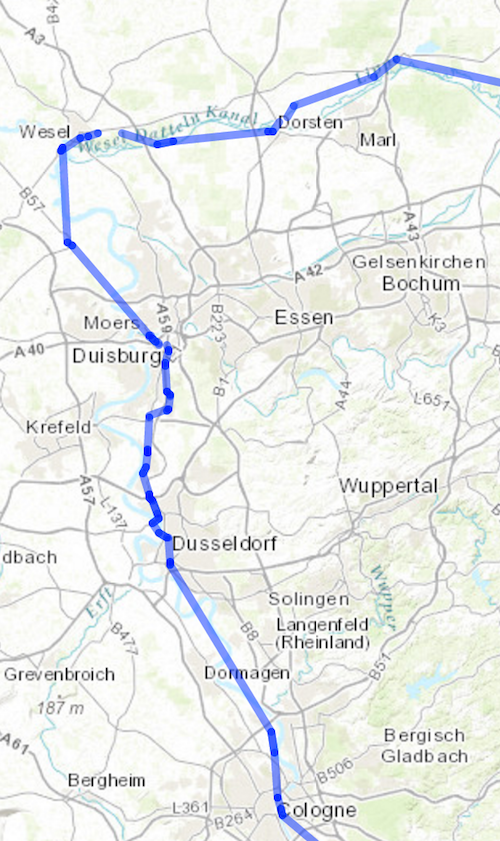 A3
Lippe
Wesel
Wesel Datteln Kanal
Dorsten
Marl
B57
A43
Gelsenkirchen
Bochum
A42
Moers
A59
B223
Essen
K3
A40
Duisburg
B1
A44
L651
Krefeld
A57
L-137
Wuppertal
dbach
Dusseldorf
Wupper
Erft
Solingen
B8
Langenfeld
(Rheinland)
B477
B51
Grevenbroich
Dormagen
187 m
A61
Bergisch
Gladbach
B506
Bergheim
L361
B264
Cologne